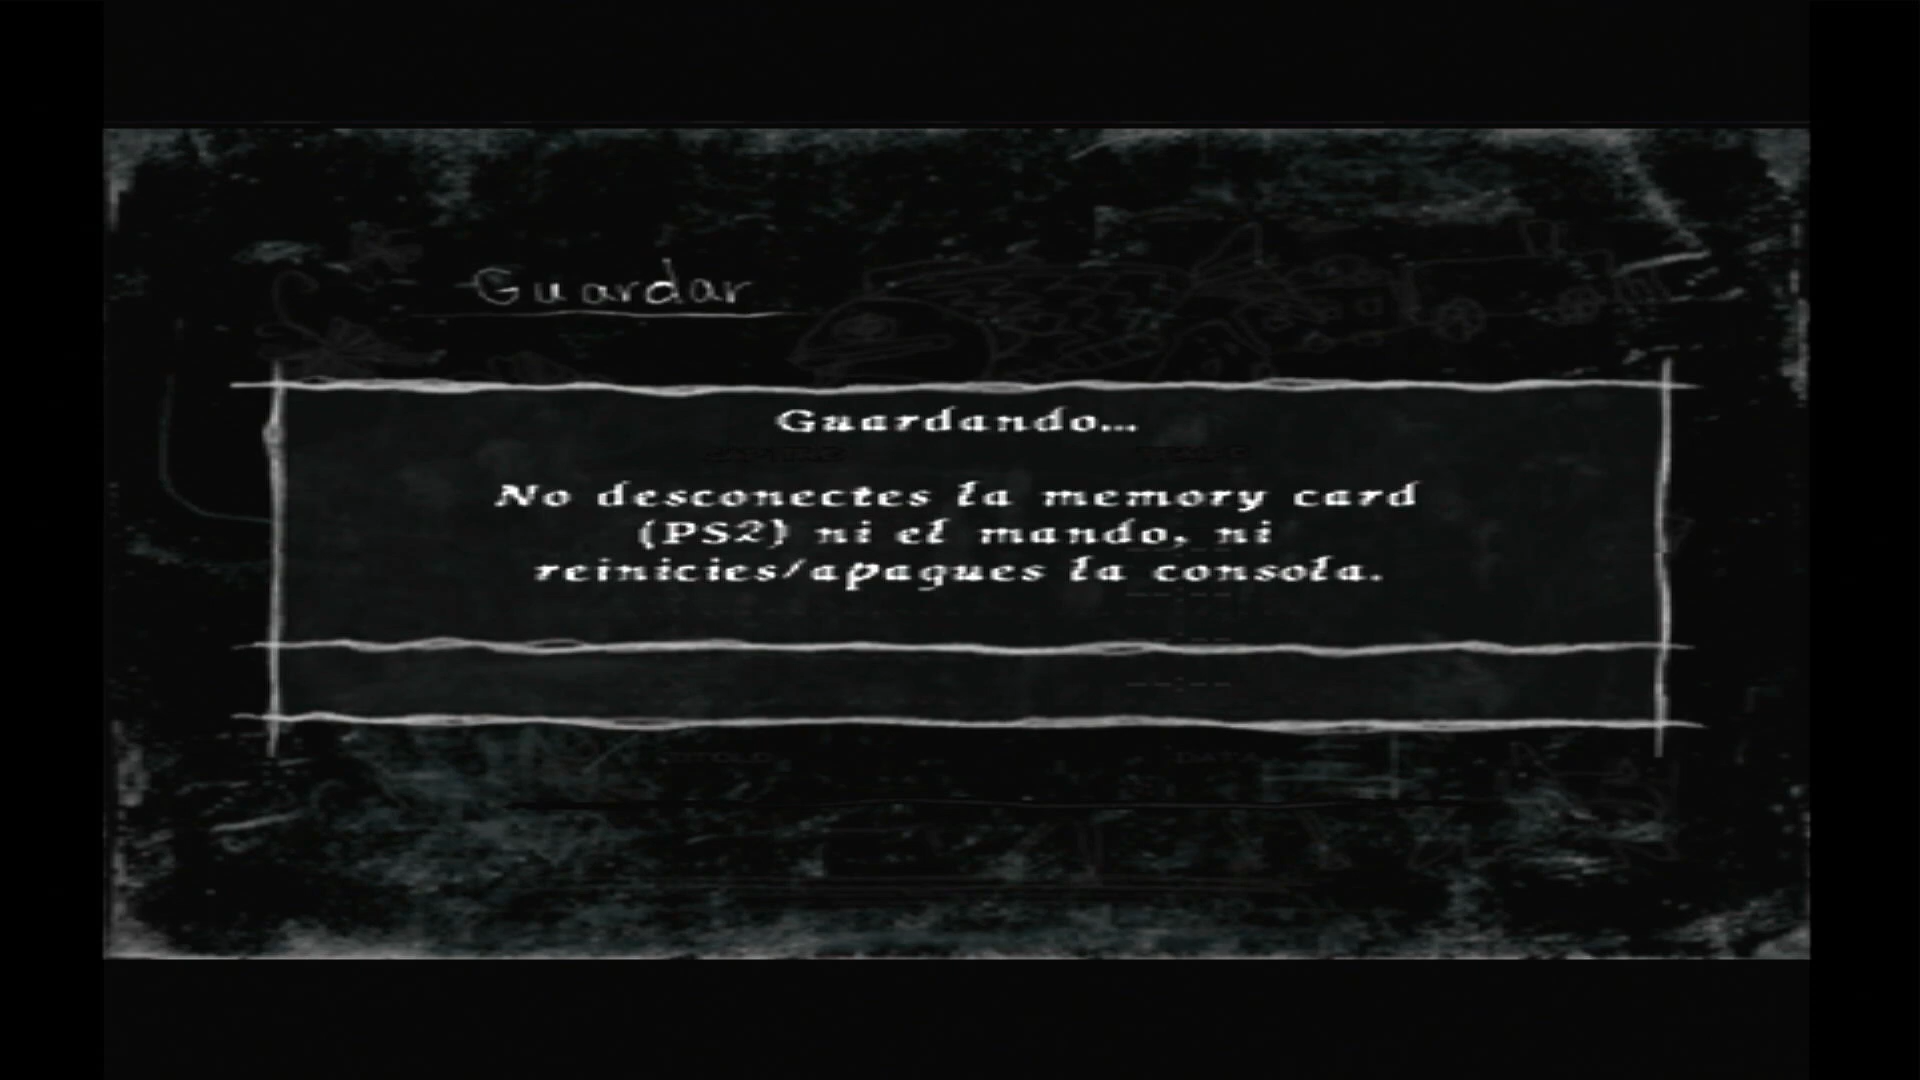 Guardar
Guardando...
No desconectes la memory card
(PS2) ni el mando, ni
reinicies/apagues la consola.